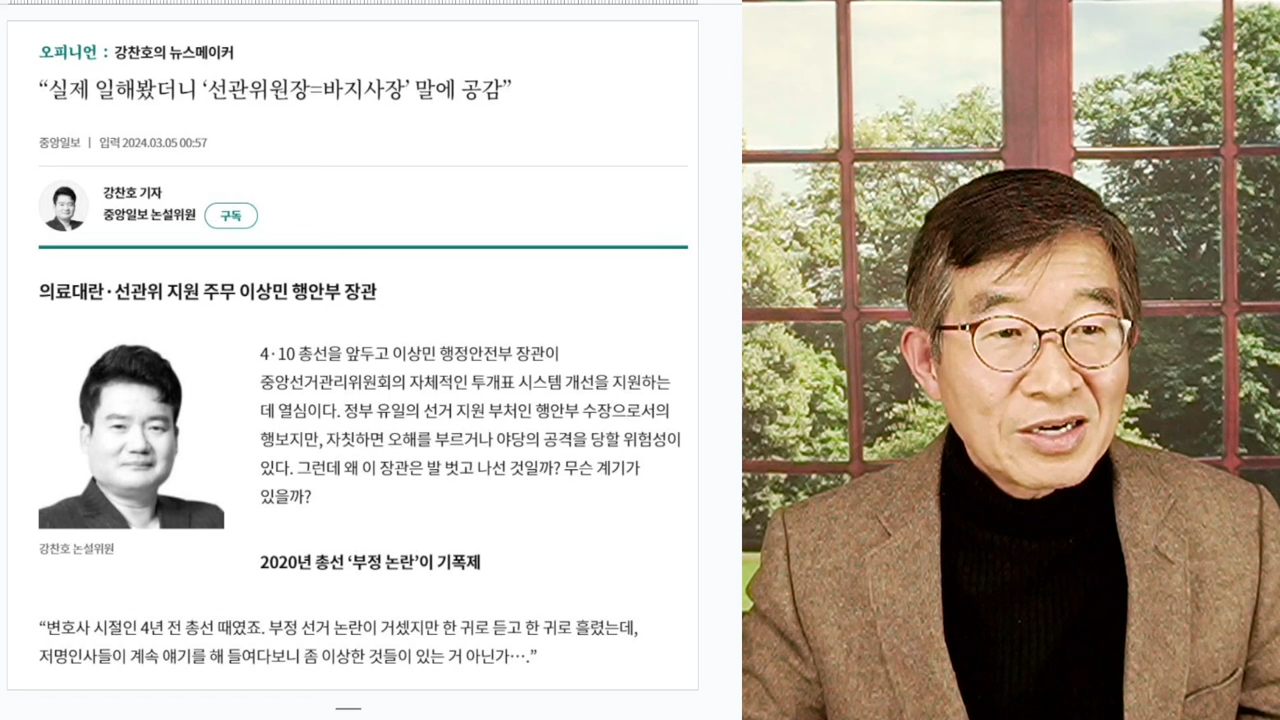 오피니언 : 강찬호의 뉴스메이커
“실제 일해봤더니 ‘선관위원장=바지사장’ 말에 공감”
중앙일보 | 입력 2024.03.05 00:57
강찬호 기자
중앙일보 논설위원 구독
의료대란·선관위 지원 주무 이상민 행안부 장관
4·10 총선을 앞두고 이상민 행정안전부 장관이
중앙선거관리위원회의 자체적인 투개표 시스템 개선을 지원하는
데 열심이다. 정부 유일의 선거 지원 부처인 행안부 수장으로서의
행보지만, 자칫하면 오해를 부르거나 야당의 공격을 당할 위험성이
있다. 그런데 왜 이 장관은 발 벗고 나선 것일까? 무슨 계기가
있을까?
강찬호 논설위원
2020년 총선 ‘부정 논란’이 기폭제
“변호사 시절인 4년 전 총선 때였죠. 부정 선거 논란이 거셌지만 한 귀로 듣고 한 귀로 흘렸는데,
저명인사들이 계속 얘기를 해 들여다보니 좀 이상한 것들이 있는 거 아닌가….”